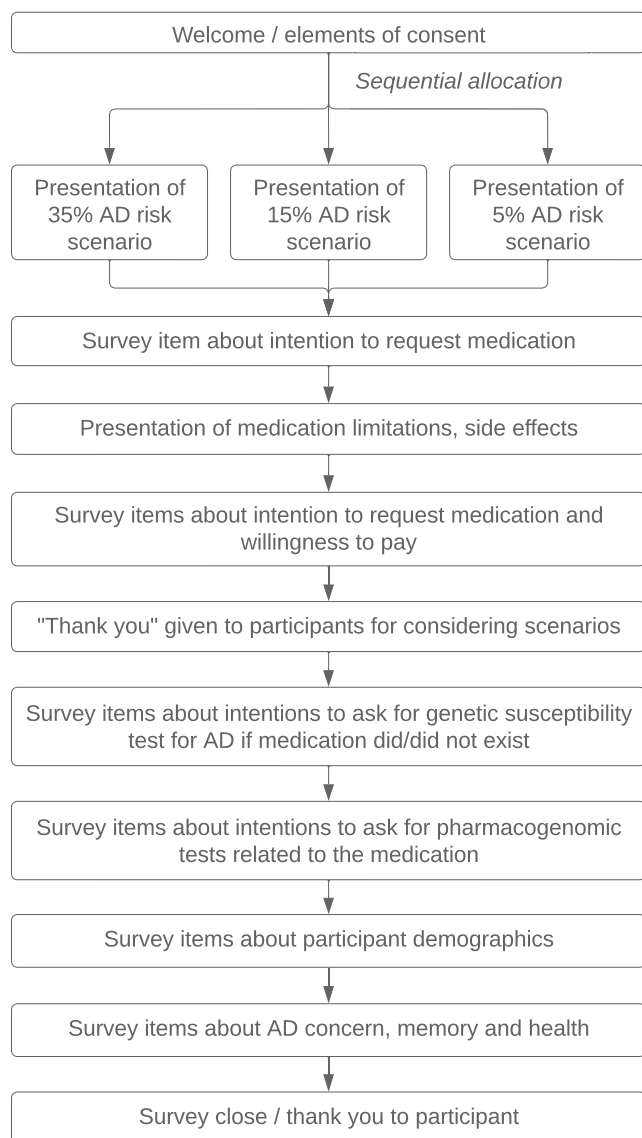 Welcome / elements of consent
Sequential allocation
Presentation of
35% AD risk
scenario
Presentation of
15% AD risk
scenario
Presentation of
5% AD risk
scenario
Survey item about intention to request medication
Presentation of medication limitations, side effects
Survey items about intention to request medication and
willingness to pay
"Thank you" given to participants for considering scenarios
Survey items about intentions to ask for genetic susceptibility
test for AD if medication did/did not exist
Survey items about intentions to ask for pharmacogenomic
tests related to the medication
Survey items about participant demographics
Survey items about AD concern, memory and health
Survey close / thank you to participant